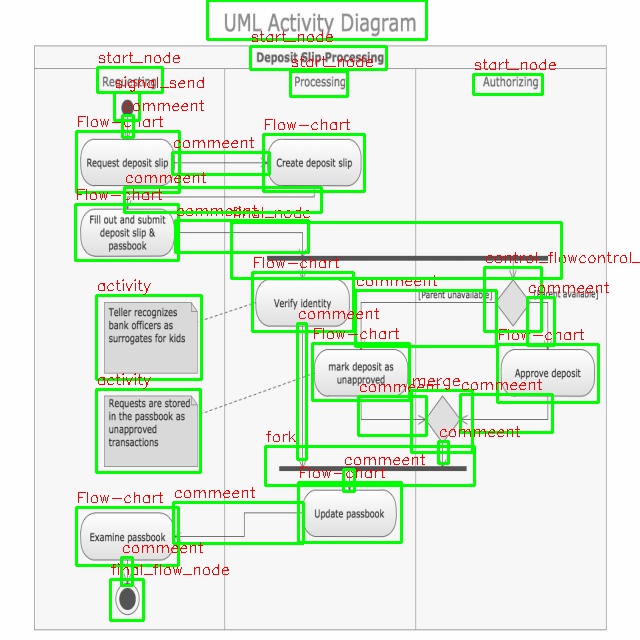 UML Activity Diagram
start_node
Deposit Slip Processing
start_node
start_node
start_node
Requesting
Processing
Authorizing
signal_send
commeent
Flow-chart
commeent
Flow-chart
Request deposit slip
Create deposit slip
commeent
Flow-chart
commeent
final_node
Fill out and submit
deposit slip &
passbook
Flow-chart
control_flowcontrol_
activity
commeent
commeent
[Parent unavailable]
[Parent available]
Teller recognizes
bank officers as
surrogates for kids
Verify identity
commeent
Flow-chart
Flow-chart
mark deposit as
unapproved
Approve deposit
activity
commeent
merge
commeent
Requests are stored
in the passbook as
unapproved
transactions
fork
commeent
commeent
Flow-chart
Flow-chart
commeent
Update passbook
Examine passbook
commeent
final_flow_node